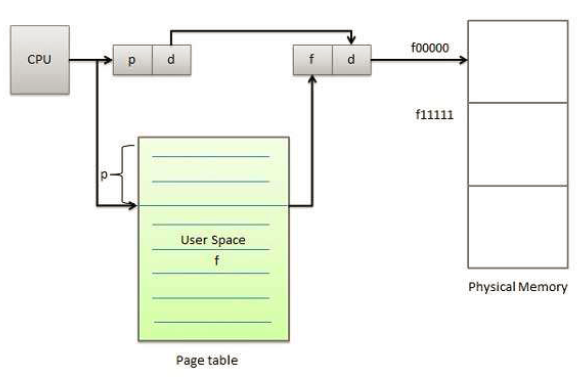 CPU
p d
f d
f00000
f11111
p
User Space
f
Physical Memory
Page table